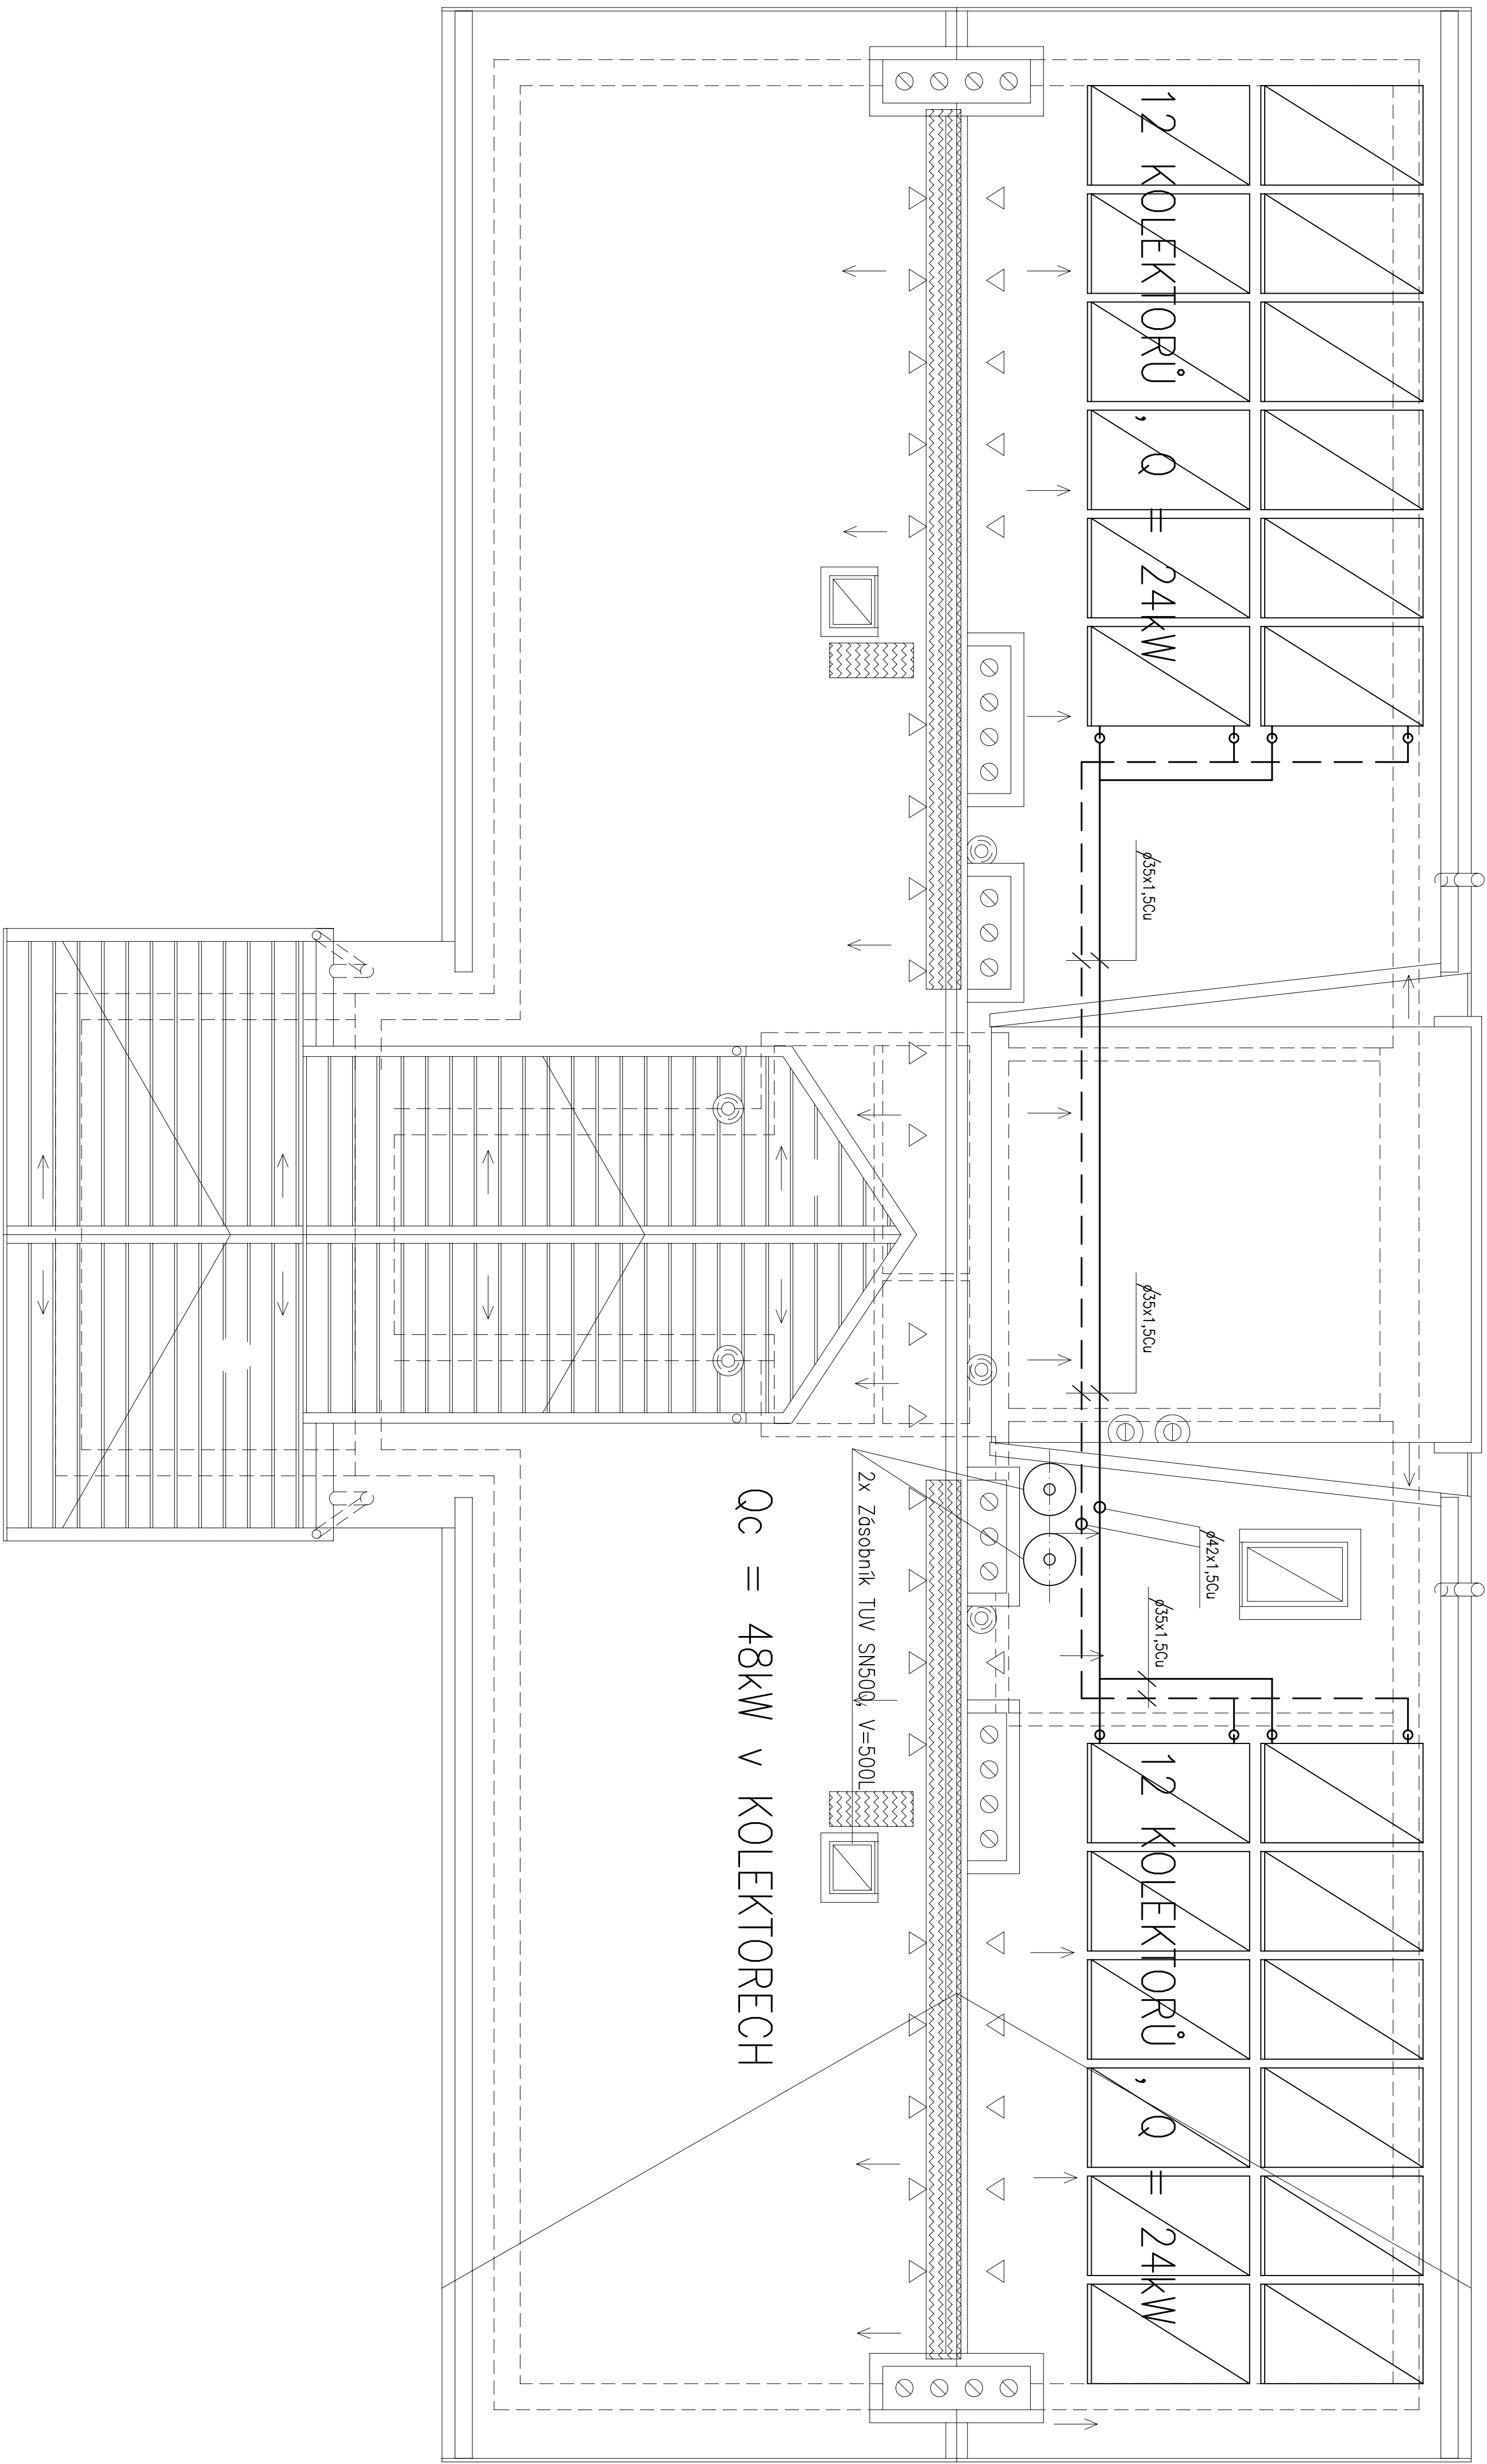 12 KOLEKTORŮ , Q = 24KW
12 KOLEKTORŮ , Q = 24KW
ø35x1,5Cu
ø35x1,5Cu
ø42x1,5Cu
ø35x1,5Cu
2x Zásobník TUV SN500, V=500L
Qc = 48KW V KOLEKTORECH